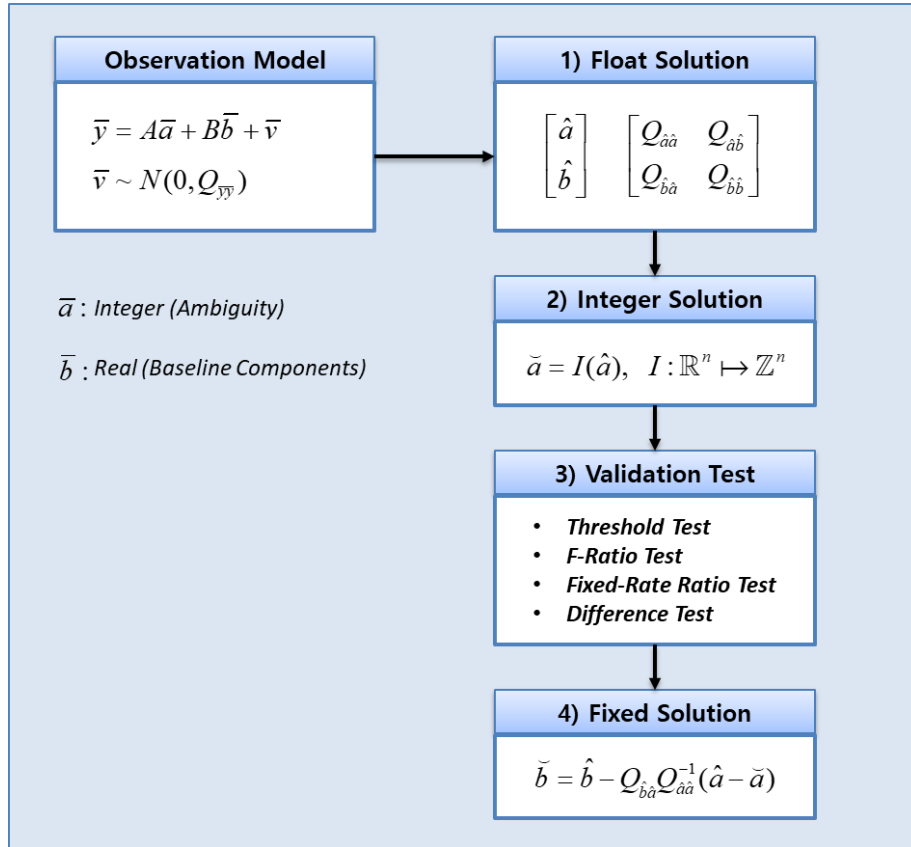 Observation Model
y̅ = Aa̅ + Bb̅ + v̅
v̅ ~ N(0, Q_y̅y̅)
a̅ : Integer (Ambiguity)
b̅ : Real (Baseline Components)
1) Float Solution
[â b̂] [Q_ââ Q_âb̂
Q_b̂â Q_b̂b̂]
2) Integer Solution
ă = I(â), I : ℝⁿ ↦ ℤⁿ
3) Validation Test
• Threshold Test
• F-Ratio Test
• Fixed-Rate Ratio Test
• Difference Test
4) Fixed Solution
b̆ = b̂ − Q_b̂â Q_ââ⁻¹ (â − ă)